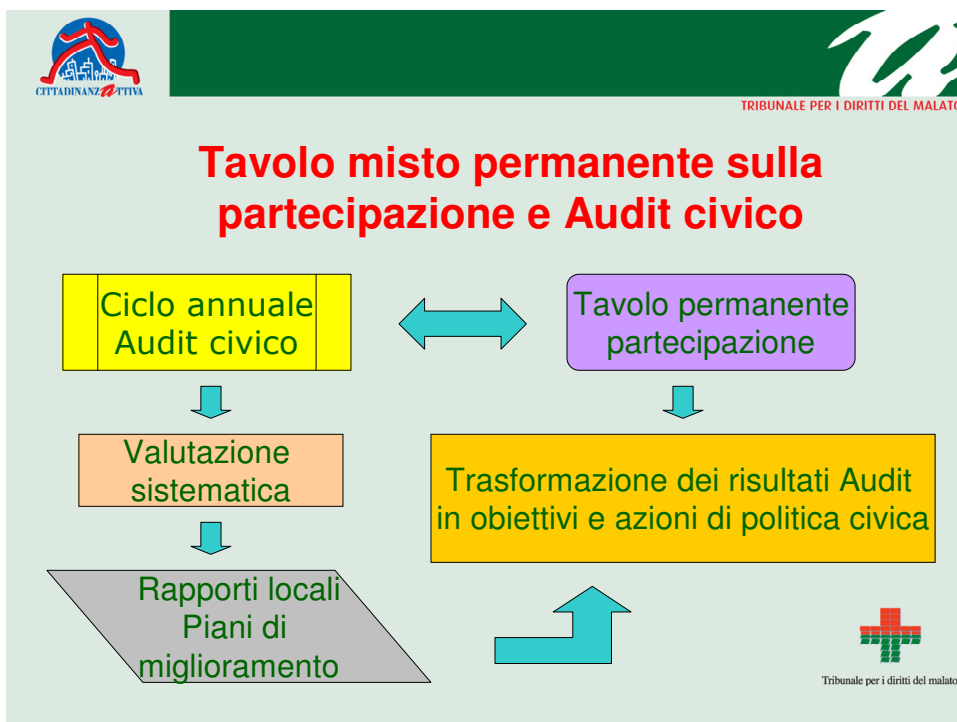 CITTADINANZATTIVA
TRIBUNALE PER I DIRITTI DEL MALATO
Tavolo misto permanente sulla
partecipazione e Audit civico
Ciclo annuale
Audit civico
Tavolo permanente
partecipazione
Valutazione
sistematica
Trasformazione dei risultati Audit
in obiettivi e azioni di politica civica
Rapporti locali
Piani di
miglioramento
Tribunale per i diritti del malato